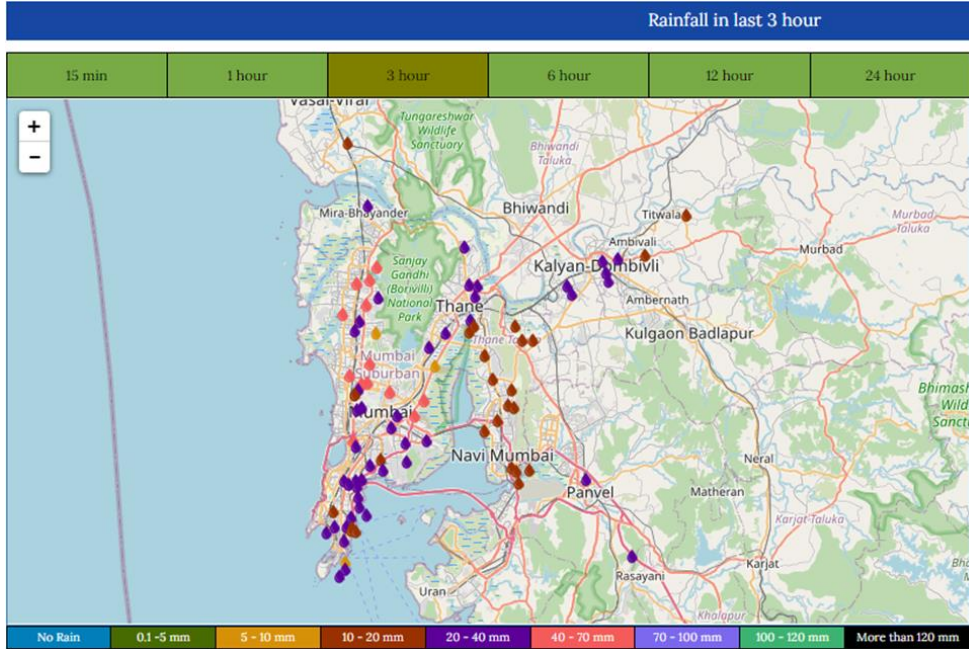 Rainfall in last 3 hour
15 min
1 hour
3 hour
6 hour
12 hour
24 hour
+
−
Vasai-Virar
Tungareshwar
Wildlife
Sanctuary
Bhiwandi
Taluka
Mira-Bhayander
Bhiwandi
Titwala
Murbad
Taluka
Ambivali
Murbad
Sanjay
Gandhi
(Borivili)
National
Park
Kalyan-Dombivli
Ambernath
Thane
Kulgaon Badlapur
Mumbai
Suburban
Mumbai
Navi Mumbai
Neral
Panvel
Matheran
Karjat Taluka
Karjat
Rasayani
Uran
Khalapur
No Rain
0.1 -5 mm
5 - 10 mm
10 - 20 mm
20 - 40 mm
40 - 70 mm
70 - 100 mm
100 - 120 mm
More than 120 mm